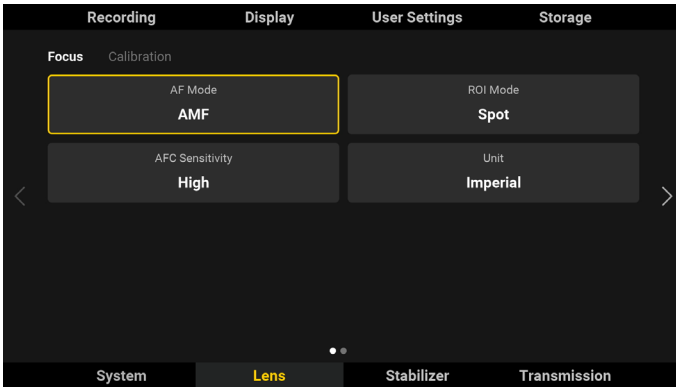 Recording Display User Settings Storage
Focus Calibration
AF Mode ROI Mode
AMF Spot
AFC Sensitivity Unit
High Imperial
System Lens Stabilizer Transmission